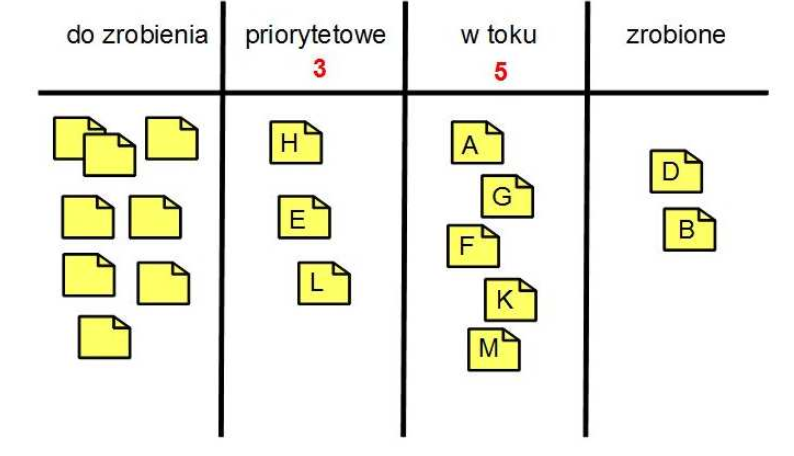 do zrobienia
priorytetowe
3
w toku
5
zrobione
H
E
L
A
G
F
K
M
D
B